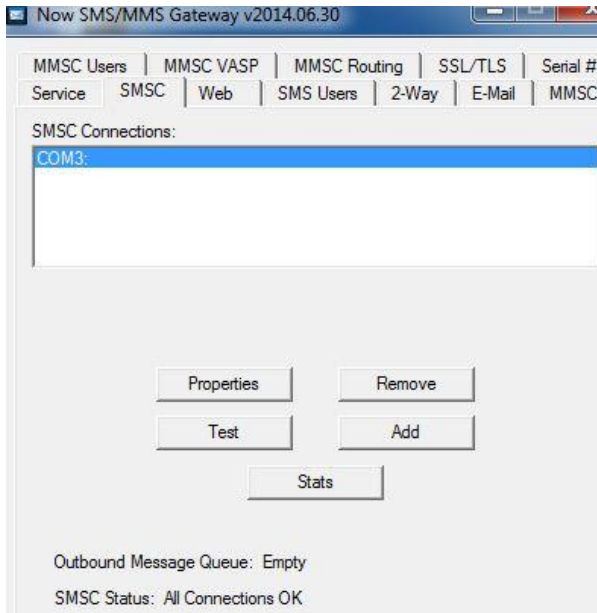 Now SMS/MMS Gateway v2014.06.30
MMSC Users MMSC VASP MMSC Routing SSL/TLS Serial #
Service SMSC Web SMS Users 2-Way E-Mail MMSC
SMSC Connections:
COM3:
Properties Remove
Test Add
Stats
Outbound Message Queue: Empty
SMSC Status: All Connections OK